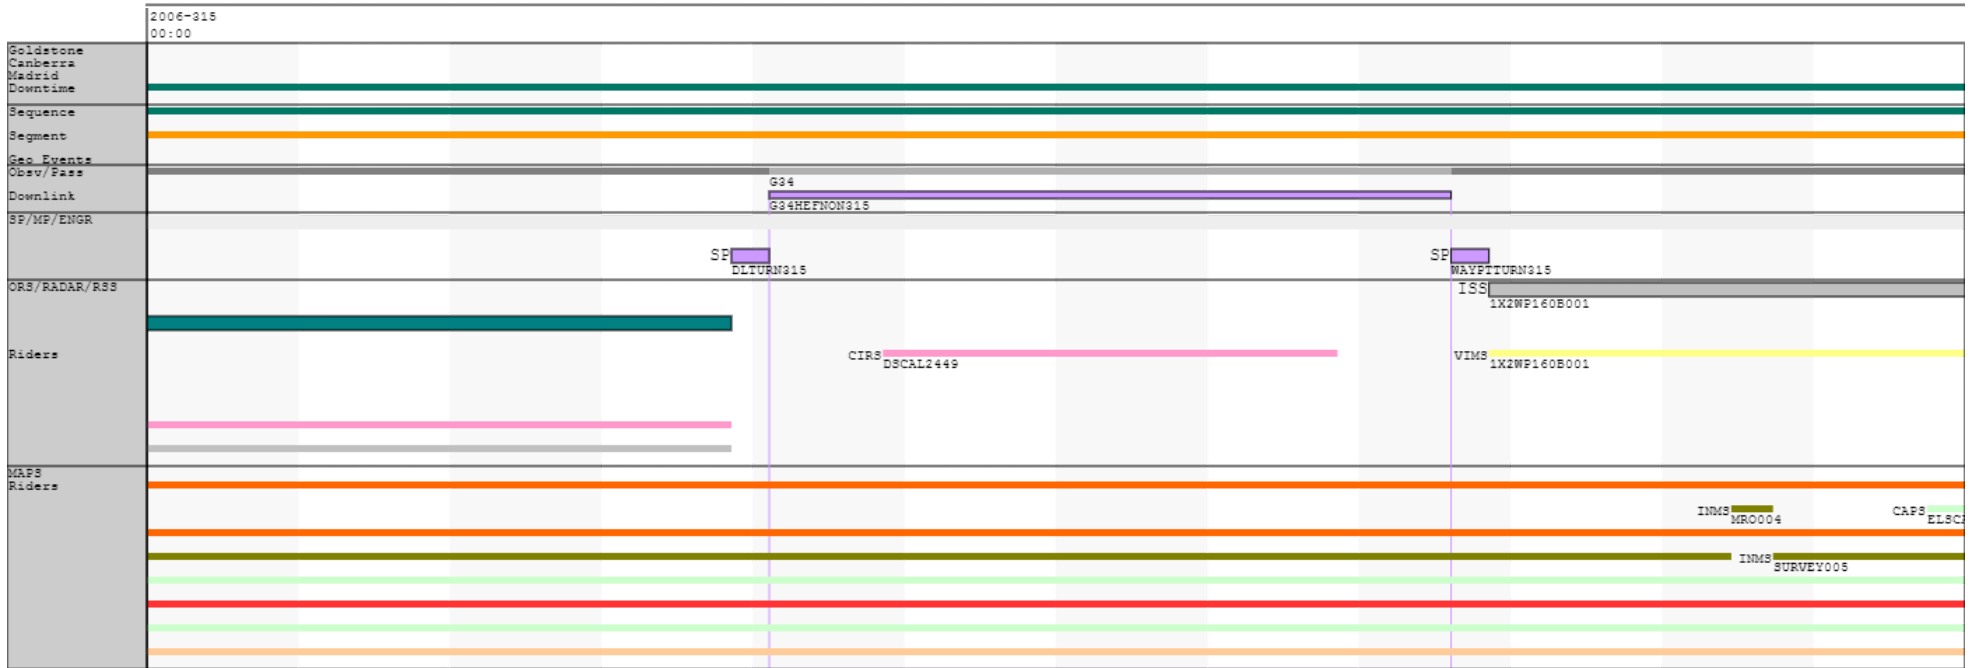 2006-315
00:00
Goldstone
Canberra
Madrid
Downtime
Sequence
Segment
Geo Events
Obsv/Pass
G34
Downlink
G34HEFNON315
SP/MP/ENGR
SP
DLTURN315
SP
WAYPTTURN315
ORS/RADAR/RSS
ISS
1X2WP160B001
Riders
CIRS
DSCAL2449
VIMS
1X2WP160B001
MAPS
Riders
INMS
MRO004
CAPS
INMS
SURVEY005